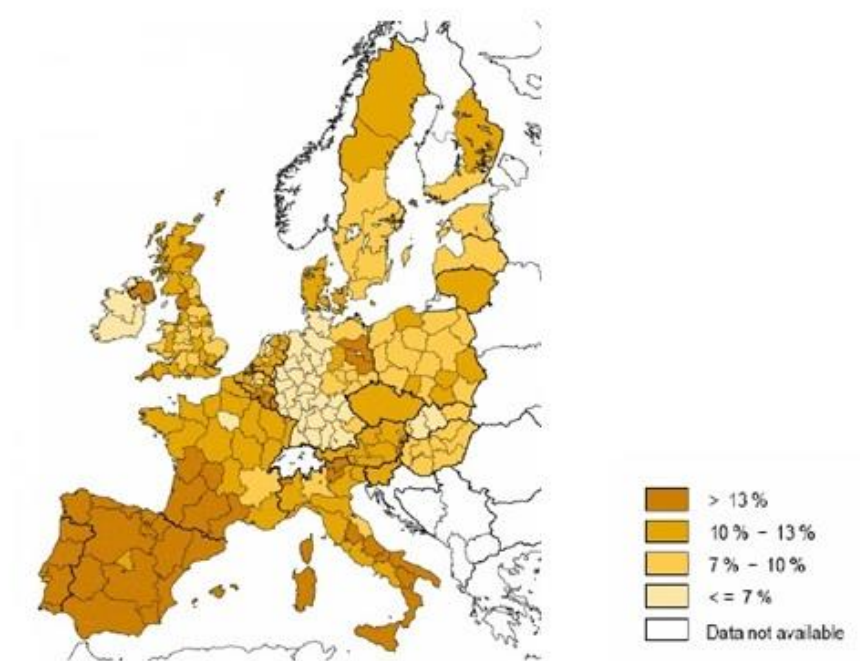 > 13 %
10 % - 13 %
7 % - 10 %
< = 7 %
Data not available